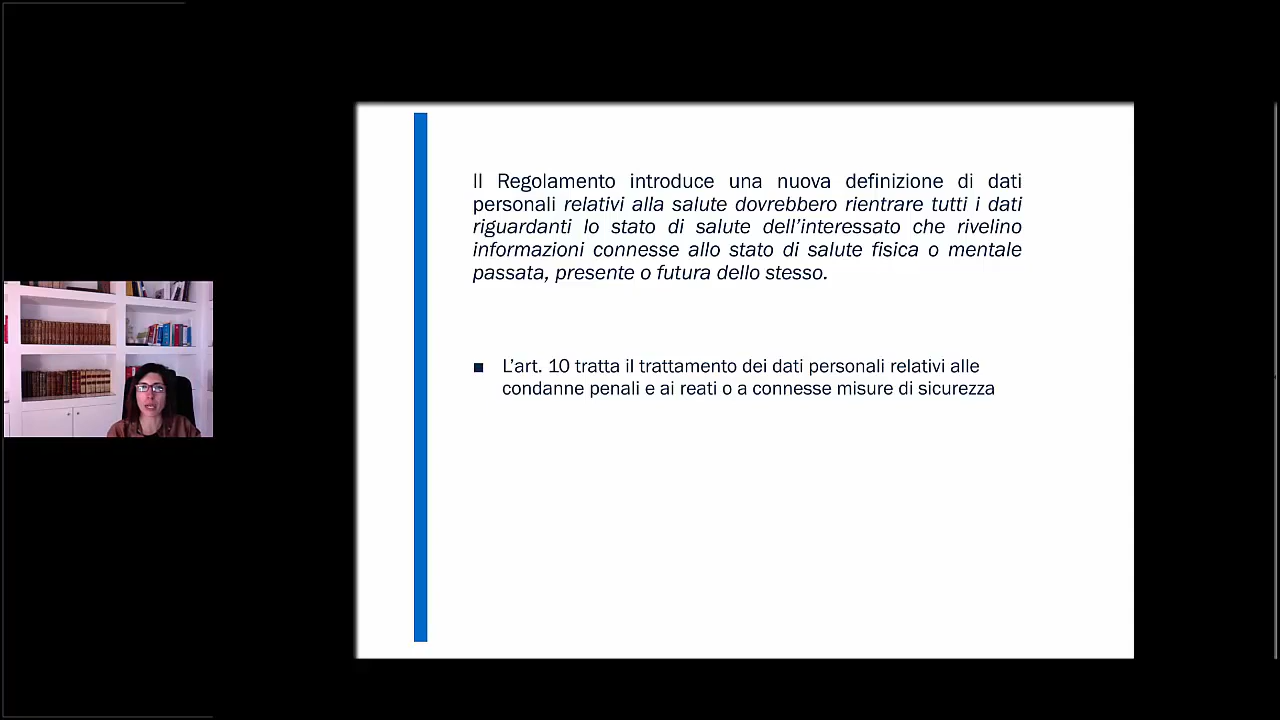 Il Regolamento introduce una nuova definizione di dati
personali relativi alla salute dovrebbero rientrare tutti i dati
riguardanti lo stato di salute dell’interessato che rivelino
informazioni connesse allo stato di salute fisica o mentale
passata, presente o futura dello stesso.
■ L’art. 10 tratta il trattamento dei dati personali relativi alle
condanne penali e ai reati o a connesse misure di sicurezza